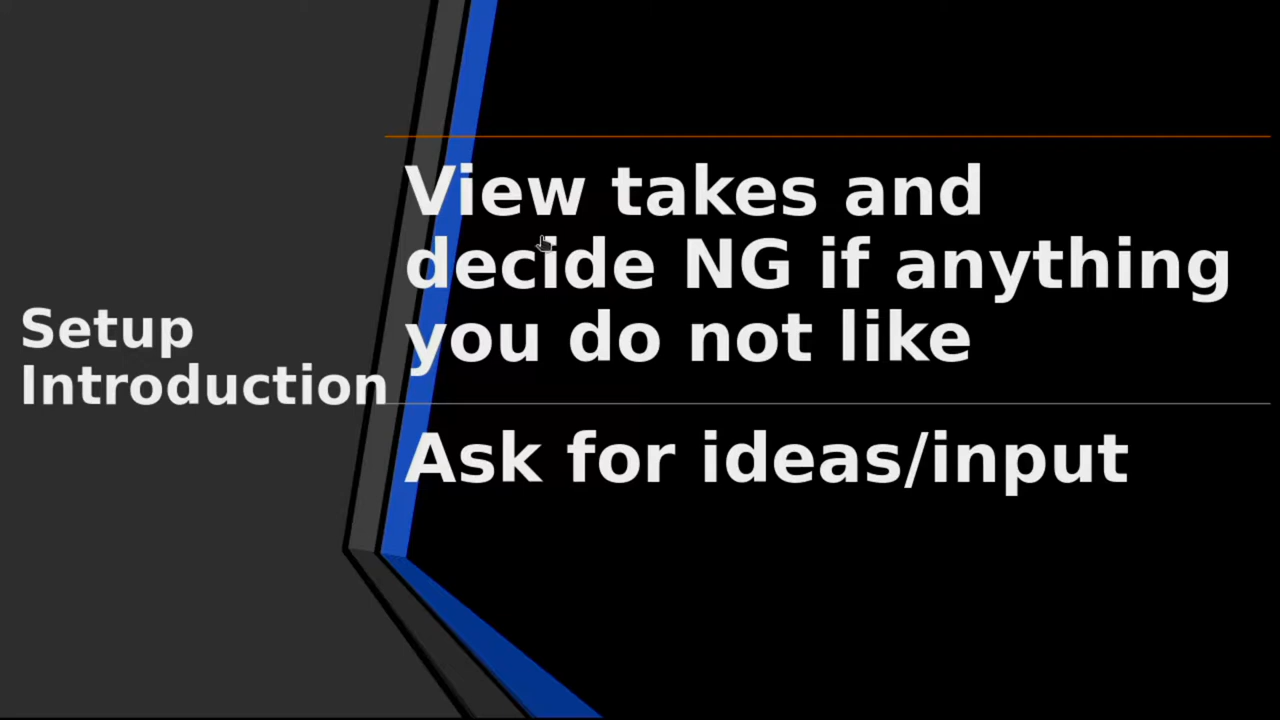 Setup
Introduction
View takes and
decide NG if anything
you do not like
Ask for ideas/input